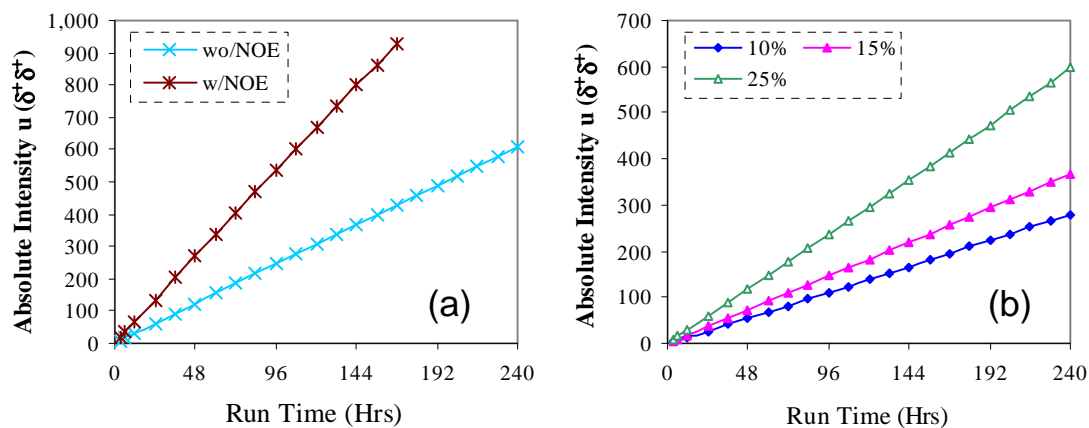 Absolute Intensity u (δ⁺δ⁺)
1,000
900
800
700
600
500
400
300
200
100
0
wo/NOE
w/NOE
(a)
0 48 96 144 192 240
Run Time (Hrs)
Absolute Intensity u (δ⁺δ⁺)
700
600
500
400
300
200
100
0
10% 15%
25%
(b)
0 48 96 144 192 240
Run Time (Hrs)